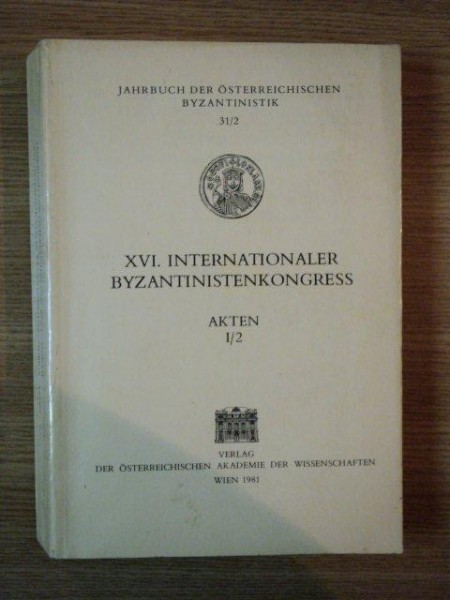 JAHRBUCH DER ÖSTERREICHISCHEN
BYZANTINISTIK
31/2
XVI. INTERNATIONALER
BYZANTINISTENKONGRESS
AKTEN
I/2
VERLAG
DER ÖSTERREICHISCHEN AKADEMIE DER WISSENSCHAFTEN
WIEN 1981